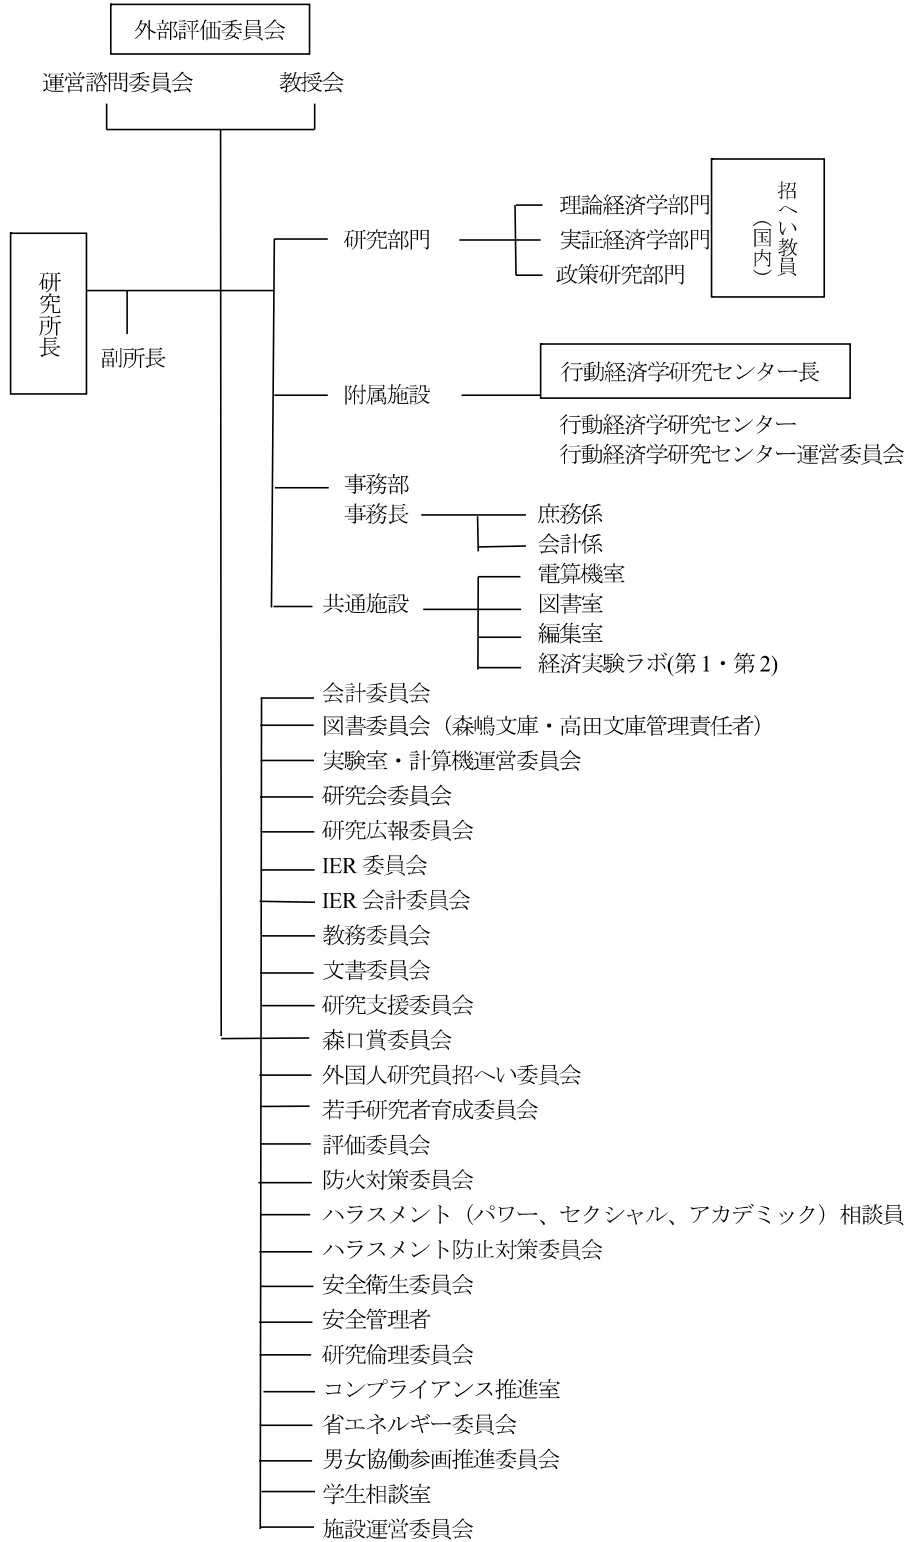 外部評価委員会
運営諮問委員会
教授会
研究所長
副所長
研究部門
理論経済学部門
実証経済学部門
政策研究部門
招へい教員
（国内）
附属施設
行動経済学研究センター長
行動経済学研究センター
行動経済学研究センター運営委員会
事務部
事務長
庶務係
会計係
共通施設
電算機室
図書室
編集室
経済実験ラボ(第1・第2)
会計委員会
図書委員会（森嶋文庫・高田文庫管理責任者）
実験室・計算機運営委員会
研究会委員会
研究広報委員会
IER 委員会
IER 会計委員会
教務委員会
文書委員会
研究支援委員会
森口賞委員会
外国人研究員招へい委員会
若手研究者育成委員会
評価委員会
防火対策委員会
ハラスメント（パワー、セクシャル、アカデミック）相談員
ハラスメント防止対策委員会
安全衛生委員会
安全管理者
研究倫理委員会
コンプライアンス推進室
省エネルギー委員会
男女協働参画推進委員会
学生相談室
施設運営委員会